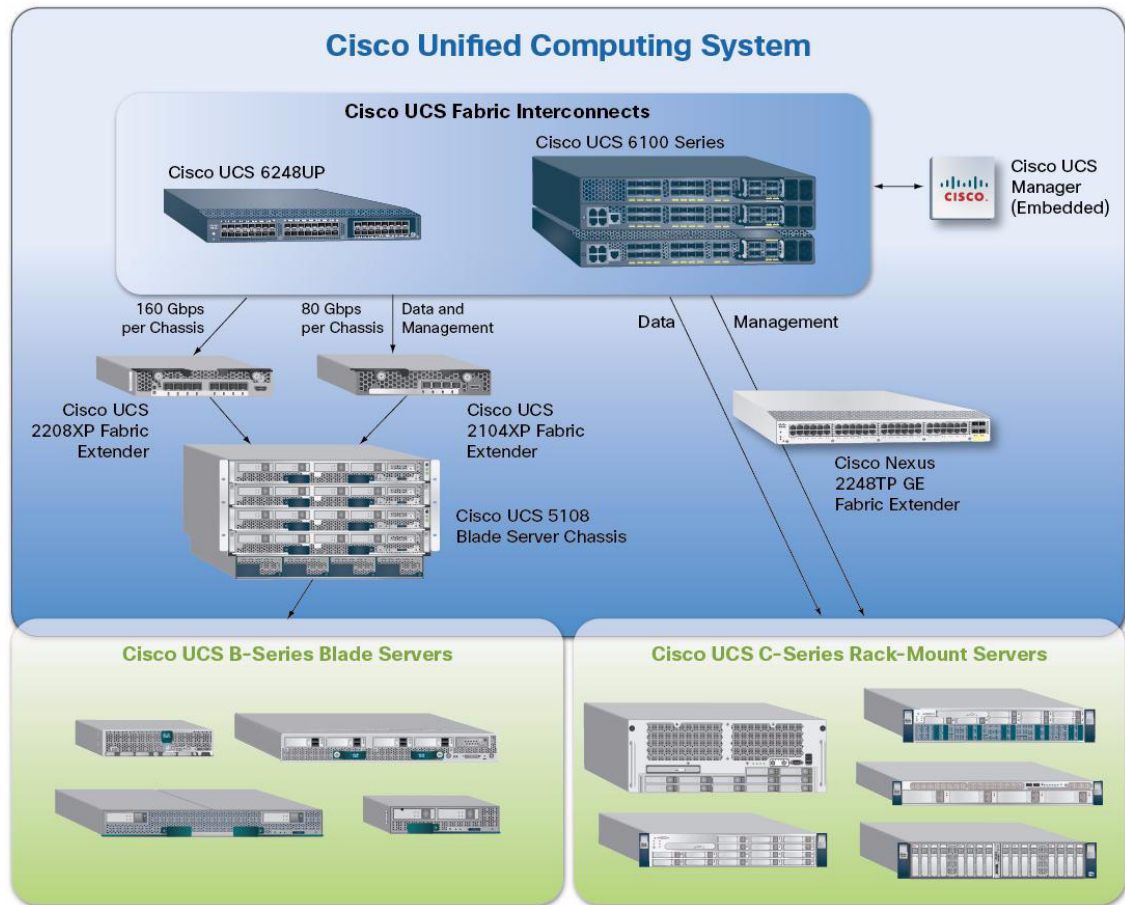 Cisco Unified Computing System
Cisco UCS Fabric Interconnects
Cisco UCS 6248UP
Cisco UCS 6100 Series
CISCO.
Cisco UCS
Manager
(Embedded)
160 Gbps
per Chassis
80 Gbps
per Chassis
Data and
Management
Data
Management
Cisco UCS
2208XP Fabric
Extender
Cisco UCS
2104XP Fabric
Extender
Cisco Nexus
2248TP GE
Fabric Extender
Cisco UCS 5108
Blade Server Chassis
Cisco UCS B-Series Blade Servers
Cisco UCS C-Series Rack-Mount Servers